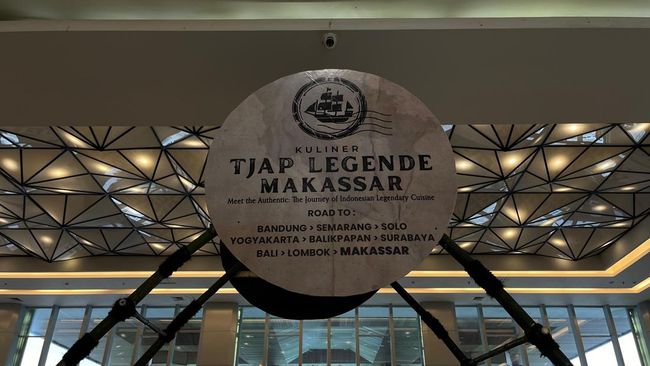 KULINER
TJAP LEGENDE
MAKASSAR
Meet the Authentic: The Journey of Indonesian Legendary Cuisine
ROAD TO :
BANDUNG > SEMARANG > SOLO
YOGYAKARTA > BALIKPAPAN > SURABAYA
BALI > LOMBOK > MAKASSAR